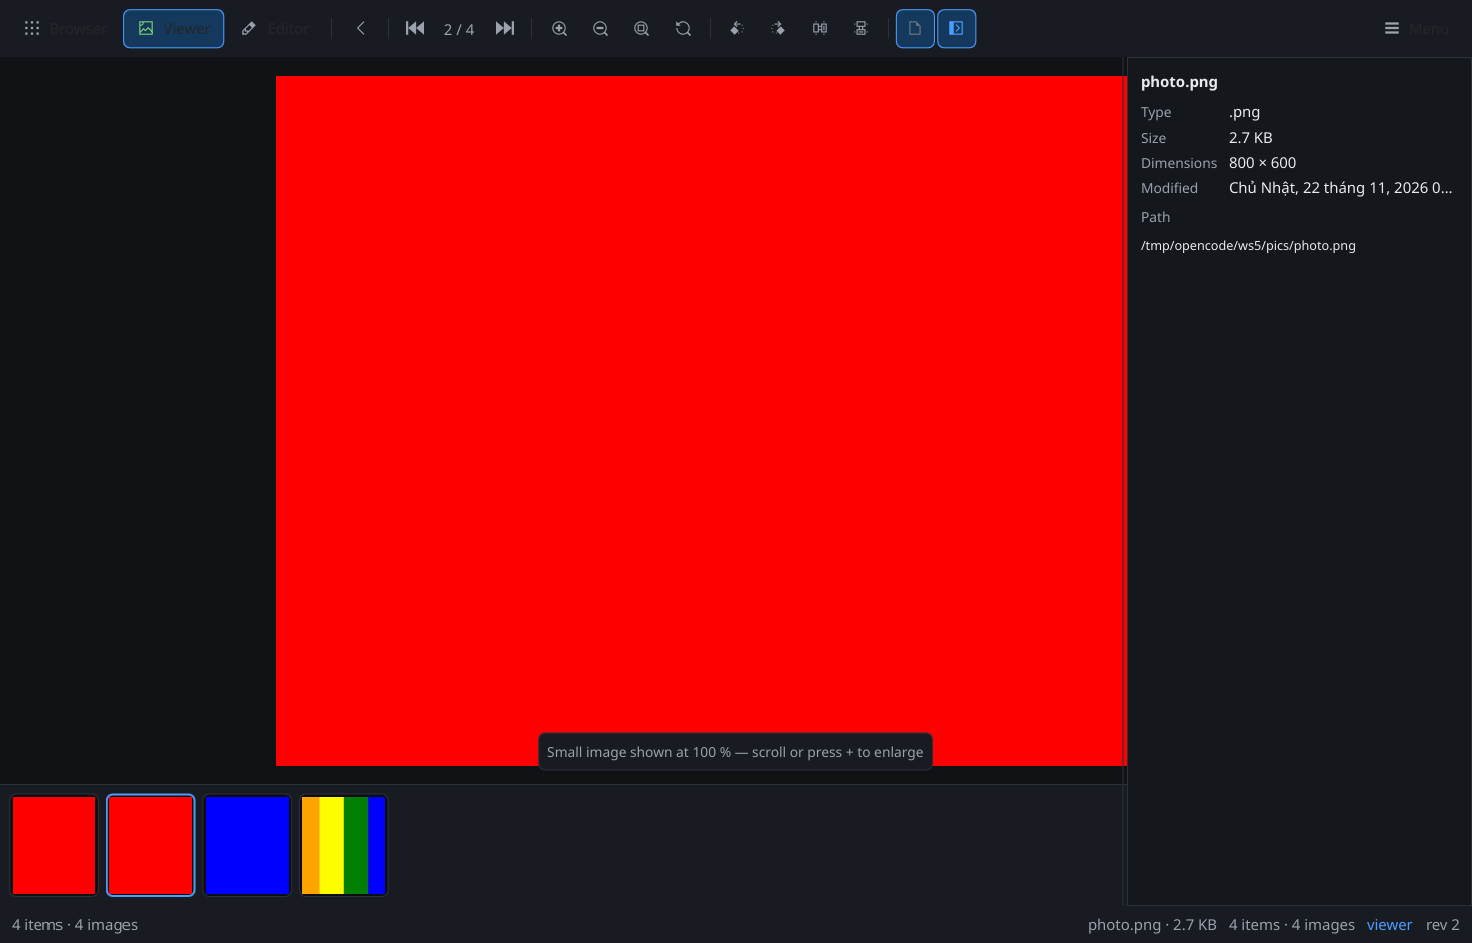 Browser Viewer Editor 2 / 4 Menu
photo.png
Type .png
Size 2.7 KB
Dimensions 800 × 600
Modified Chủ Nhật, 22 tháng 11, 2026 0...
Path
/tmp/opencode/ws5/pics/photo.png
Small image shown at 100 % — scroll or press + to enlarge
4 items · 4 images photo.png · 2.7 KB 4 items · 4 images viewer rev 2